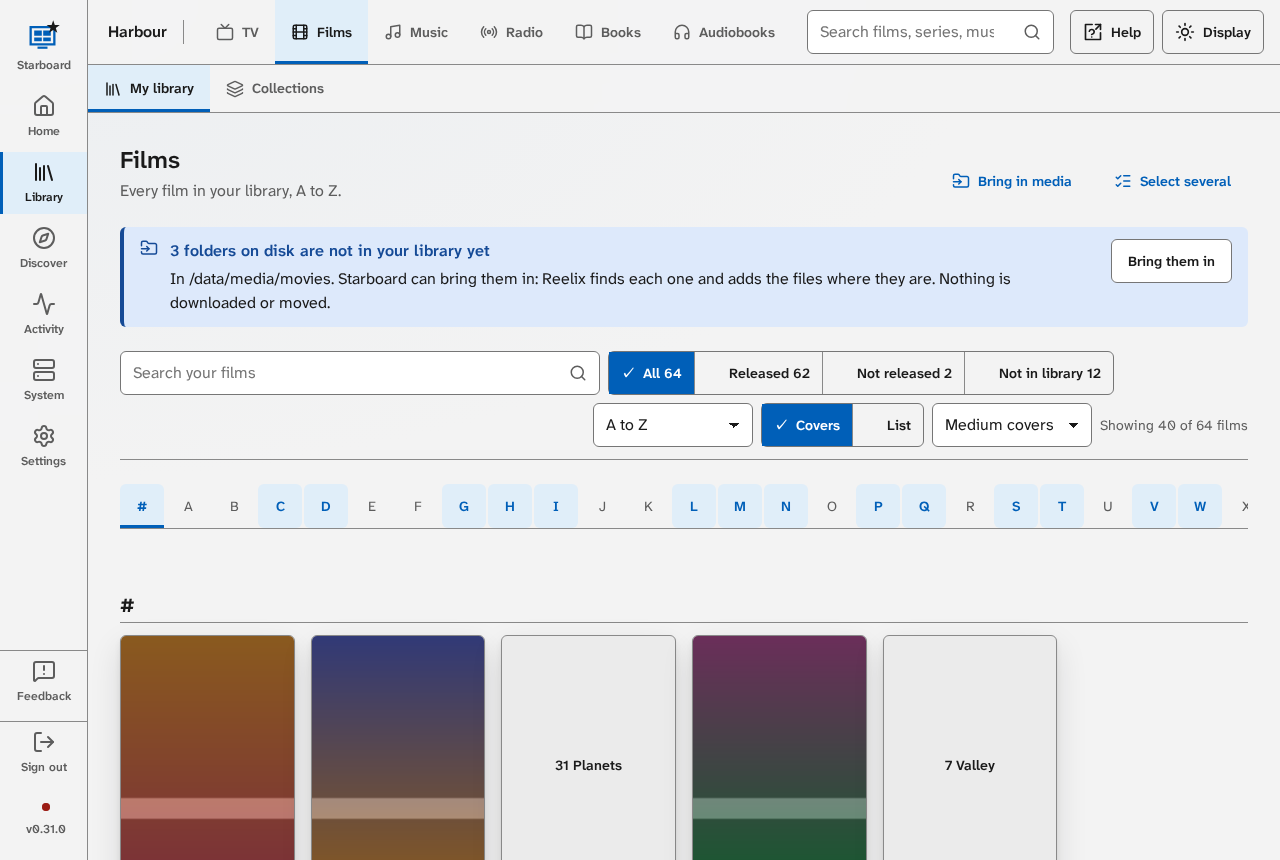 Starboard
Home
Library
Discover
Activity
System
Settings
Feedback
Sign out
v0.31.0
Harbour
TV
Films
Music
Radio
Books
Audiobooks
Search films, series, mus
Help
Display
My library
Collections
Films
Every film in your library, A to Z.
Bring in media
Select several
3 folders on disk are not in your library yet
In /data/media/movies. Starboard can bring them in: Reelix finds each one and adds the files where they are. Nothing is
downloaded or moved.
Bring them in
Search your films
✓ All 64
Released 62
Not released 2
Not in library 12
A to Z
✓ Covers
List
Medium covers
Showing 40 of 64 films
# A B C D E F G H I J K L M N O P Q R S T U V W X
#
31 Planets
7 Valley